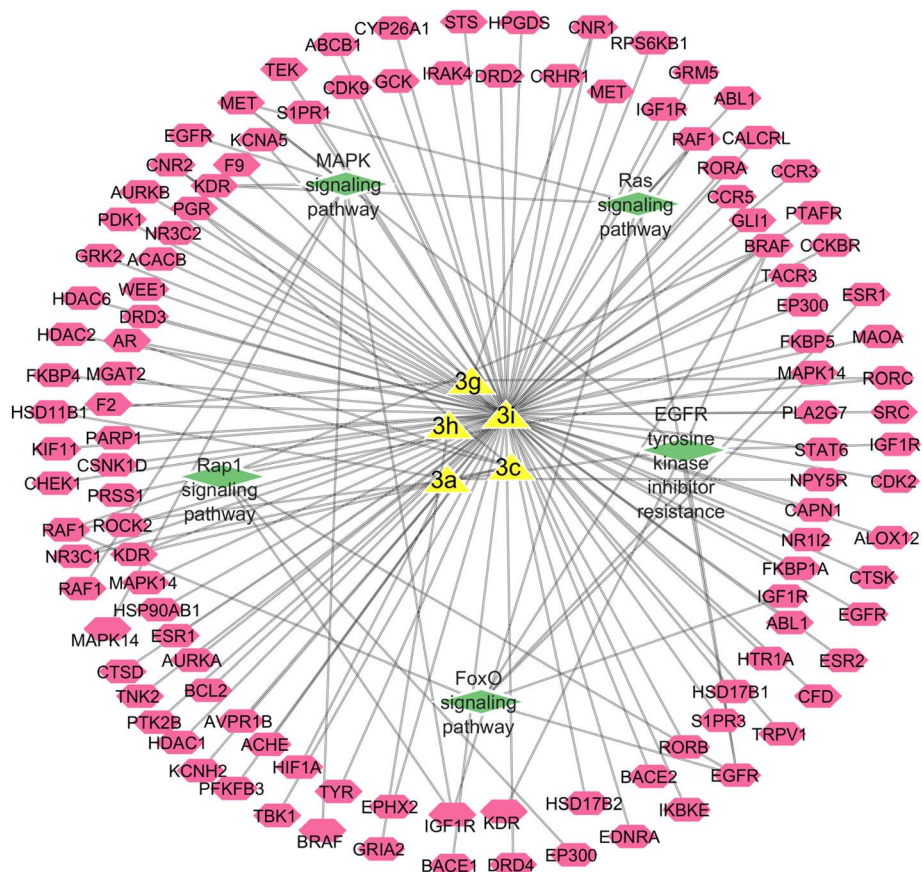 STS
HPGDS
CYP26A1
CNR1
ABCB1
RPS6KB1
TEK
CDK9
GCK
IRAK4
DRD2
CRHR1
MET
GRM5
MET
S1PR1
IGF1R
ABL1
EGFR
KCNA5
RAF1
CALCRL
CNR2
F9
MAPK
signaling
pathway
Ras
signaling
pathway
RORA
CCR3
AURKB
KDR
CCR5
PDK1
PGR
GLI1
PTAFR
NR3C2
BRAF
CCKBR
GRK2
ACACB
TACR3
HDAC6
WEE1
EP300
ESR1
DRD3
HDAC2
AR
FKBP5
MAOA
FKBP4
MGAT2
3g
MAPK14
RORC
HSD11B1
F2
3i
EGFR
tyrosine
kinase
inhibitor
resistance
PLA2G7
SRC
3h
KIF11
PARP1
STAT6
IGF1R
CSNK1D
3c
CHEK1
Rap1
signaling
pathway
3a
NPY5R
CDK2
PRSS1
CAPN1
RAF1
ROCK2
NR1I2
ALOX12
NR3C1
KDR
FKBP1A
CTSK
RAF1
MAPK14
IGF1R
EGFR
HSP90AB1
ABL1
MAPK14
ESR1
CTSD
AURKA
HTR1A
ESR2
TNK2
BCL2
FoxO
signaling
pathway
HSD17B1
CFD
PTK2B
AVPR1B
S1PR3
TRPV1
HDAC1
ACHE
RORB
KCNH2
HIF1A
BACE2
EGFR
PFKFB3
TYR
HSD17B2
IKBKE
TBK1
EPHX2
BRAF
IGF1R
KDR
EDNRA
GRIA2
BACE1
DRD4
EP300